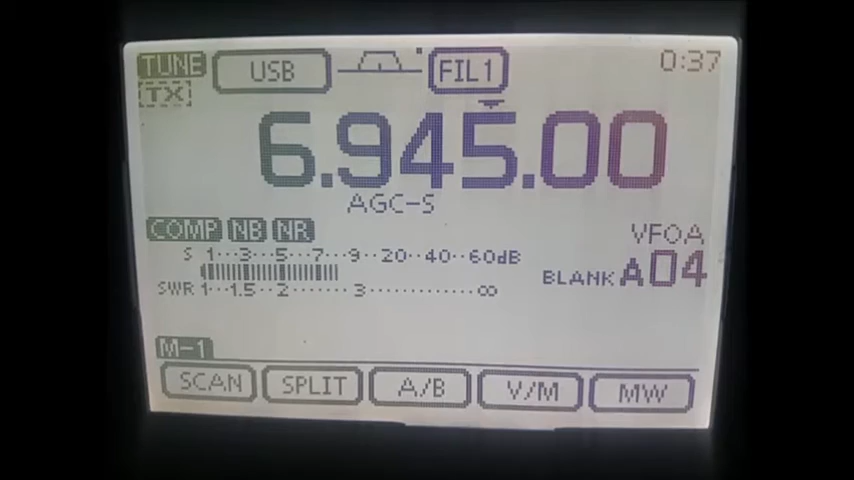 TUNE USB FIL1 0:37
TX
6.945.00
AGC-S
COMP NB NR VFOA
S 1···3···5···7···9··20··40··60dB
BLANK A04
SWR 1···1.5··2·······3············∞
M-1
SCAN SPLIT A/B V/M MW